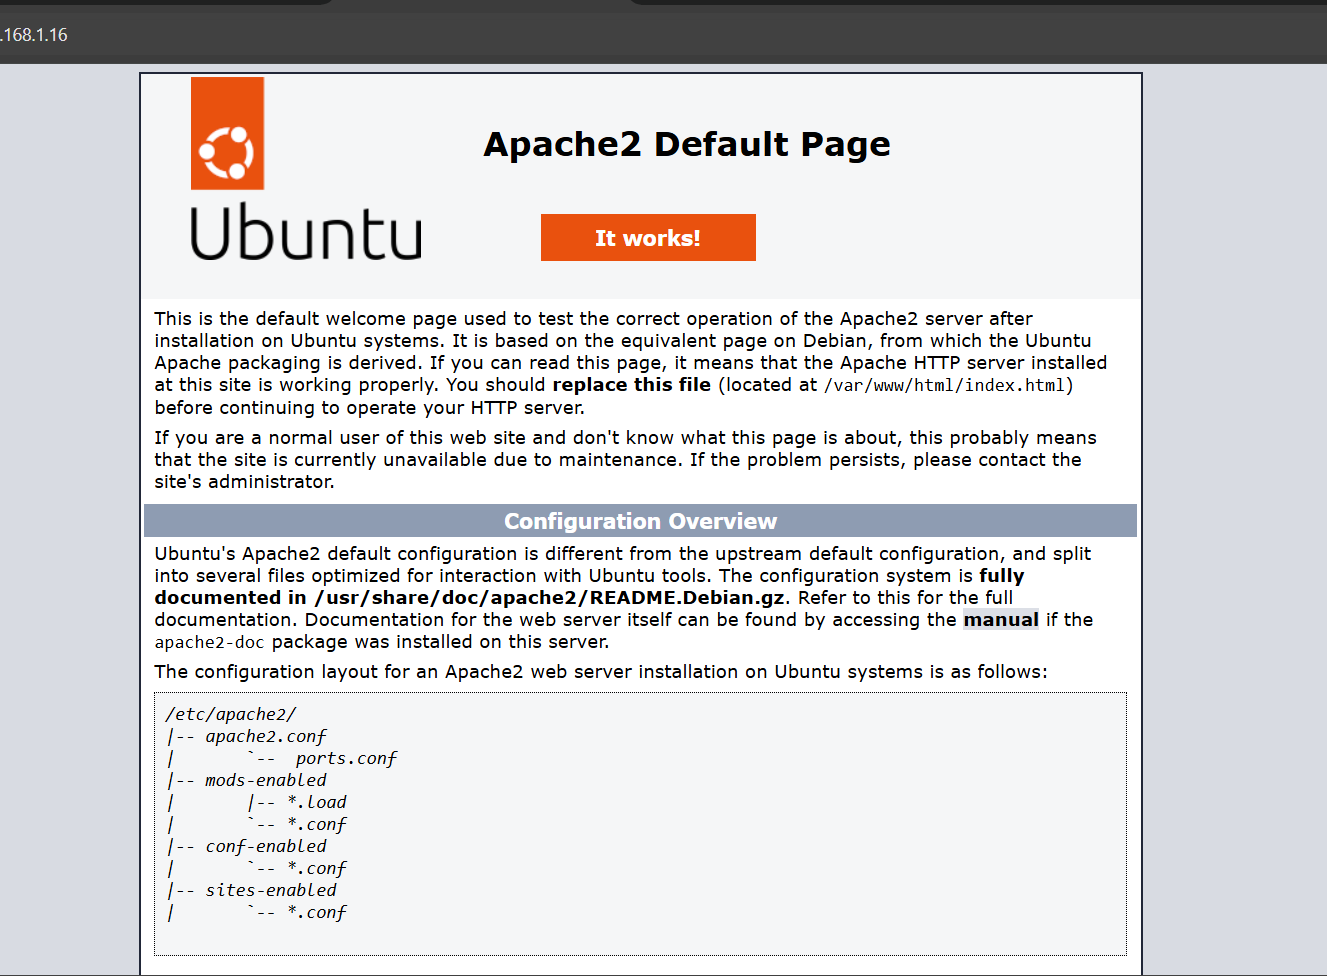 .168.1.16
Apache2 Default Page
Ubuntu
It works!
This is the default welcome page used to test the correct operation of the Apache2 server after
installation on Ubuntu systems. It is based on the equivalent page on Debian, from which the Ubuntu
Apache packaging is derived. If you can read this page, it means that the Apache HTTP server installed
at this site is working properly. You should replace this file (located at /var/www/html/index.html)
before continuing to operate your HTTP server.
If you are a normal user of this web site and don't know what this page is about, this probably means
that the site is currently unavailable due to maintenance. If the problem persists, please contact the
site's administrator.
Configuration Overview
Ubuntu's Apache2 default configuration is different from the upstream default configuration, and split
into several files optimized for interaction with Ubuntu tools. The configuration system is fully
documented in /usr/share/doc/apache2/README.Debian.gz. Refer to this for the full
documentation. Documentation for the web server itself can be found by accessing the manual if the
apache2-doc package was installed on this server.
The configuration layout for an Apache2 web server installation on Ubuntu systems is as follows:
/etc/apache2/
|-- apache2.conf
|       `--  ports.conf
|-- mods-enabled
|       |-- *.load
|       `-- *.conf
|-- conf-enabled
|       `-- *.conf
|-- sites-enabled
|       `-- *.conf